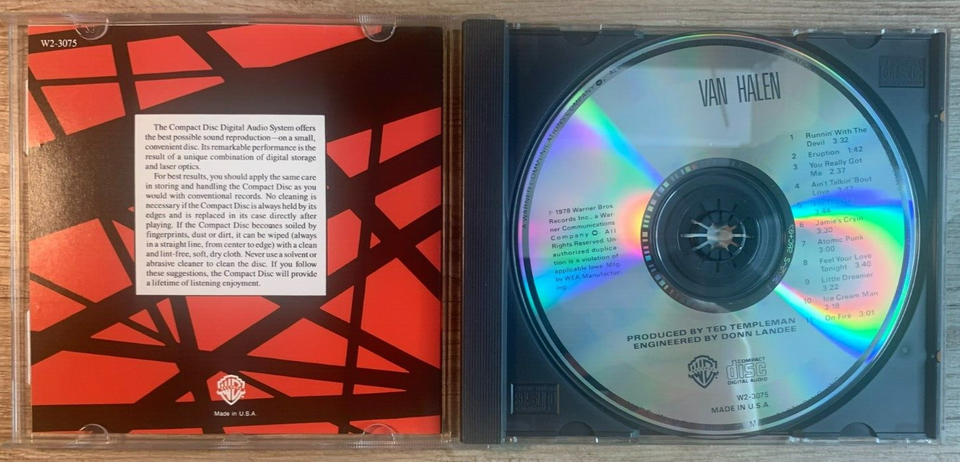 W2-3075
The Compact Disc Digital Audio System offers
the best possible sound reproduction—on a small,
convenient disc. Its remarkable performance is the
result of a unique combination of digital storage
and laser optics.
For best results, you should apply the same care
in storing and handling the Compact Disc as you
would with conventional records. No cleaning is
necessary if the Compact Disc is always held by its
edges and is replaced in its case directly after
playing. If the Compact Disc becomes soiled by
fingerprints, dust or dirt, it can be wiped (always
in a straight line, from center to edge) with a clean
and lint-free, soft, dry cloth. Never use a solvent or
abrasive cleaner to clean the disc. If you follow
these suggestions, the Compact Disc will provide
a lifetime of listening enjoyment.
Made in U.S.A.
VAN HALEN
1 Runnin' With The
Devil 3:32
2 Eruption 1:42
3 You Really Got
Me 2:37
4 Ain't Talkin' 'Bout
Love
3:44
6 Jamie's Cryin'
3:30
7 Atomic Punk
3:00
8 Feel Your Love
Tonight 3:40
9 Little Dreamer
3:22
10 Ice Cream Man
3:18
On Fire 3:01
℗ 1978 Warner Bros.
Records Inc., a War-
ner Communications
Company. All
Rights Reserved. Un-
authorized duplica-
tion is a violation of
applicable laws. Mfg.
by WEA Manufactur-
ing.
PRODUCED BY TED TEMPLEMAN
ENGINEERED BY DONN LANDEE
WB
COMPACT
disc
DIGITAL AUDIO
W2-3075
MADE IN U.S.A.